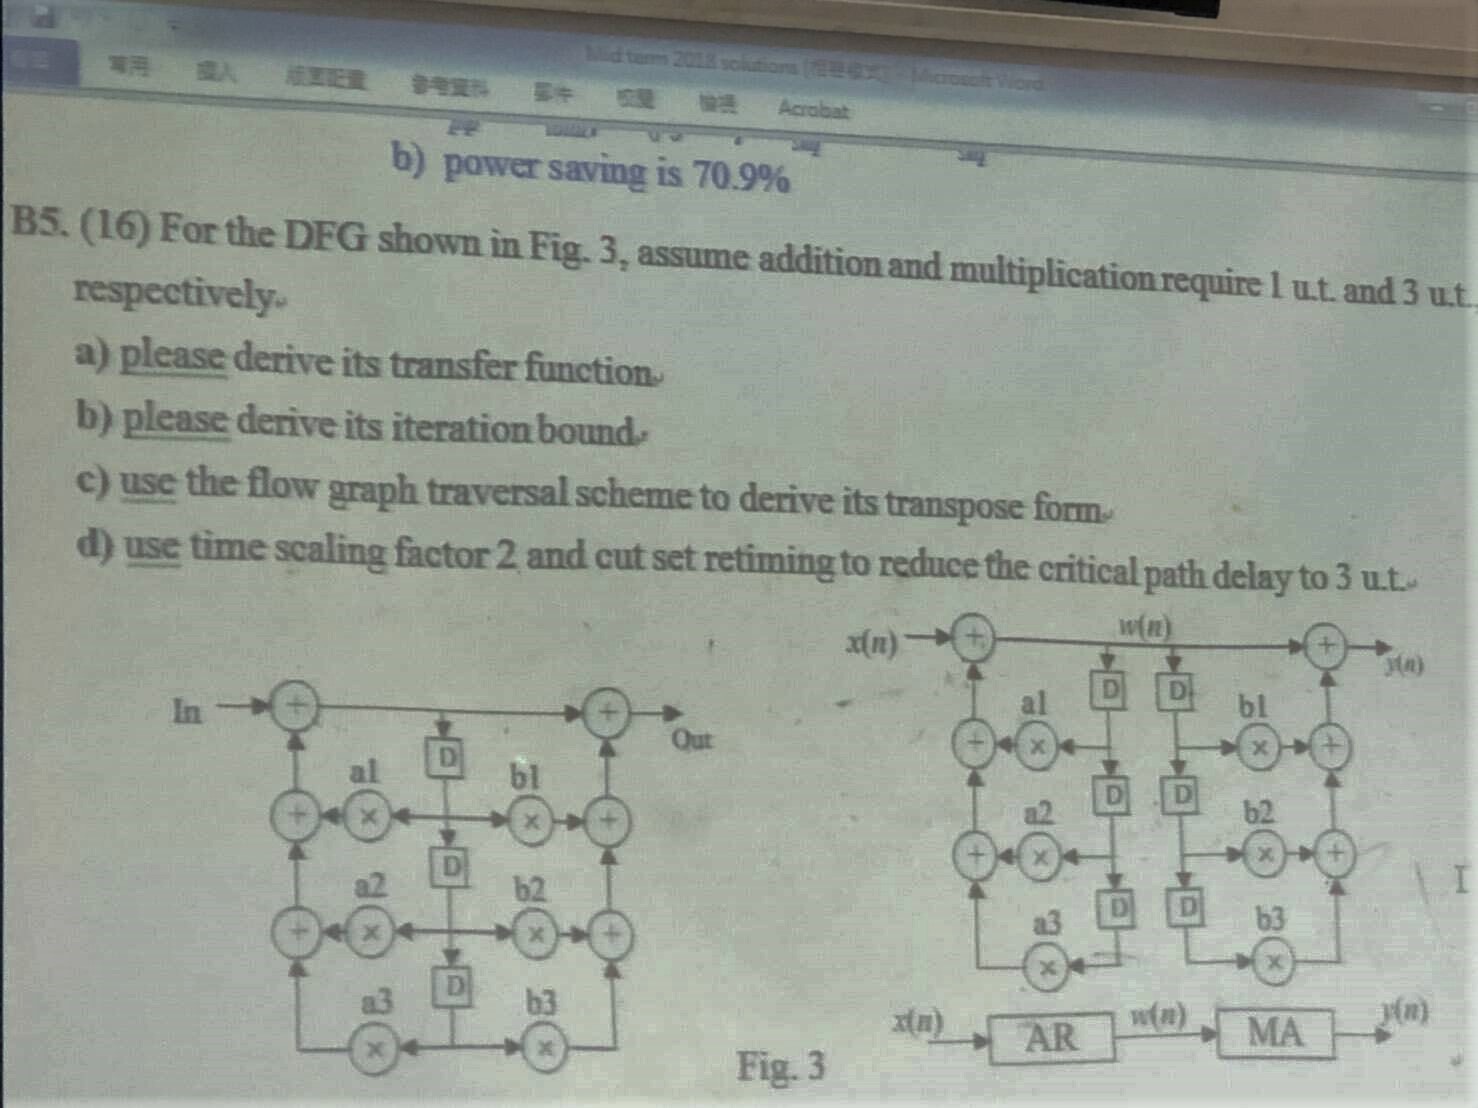 Mid term 2018 solutions - Microsoft Word
常用 插入 版面配置 參考資料 郵件 校閱 檢視 Acrobat
b) power saving is 70.9%
B5. (16) For the DFG shown in Fig. 3, assume addition and multiplication require 1 u.t. and 3 u.t.
respectively.
a) please derive its transfer function.
b) please derive its iteration bound.
c) use the flow graph traversal scheme to derive its transpose form.
d) use time scaling factor 2 and cut set retiming to reduce the critical path delay to 3 u.t.
x(n) + w(n) + y(n)
In + + Out
D D
a1 b1
+ × × +
D
a1 b1
+ × × +
D D
a2 b2
+ × × +
D
a2 b2
+ × × +
D D
a3 b3
× ×
D
a3 b3
× ×
x(n) AR w(n) MA y(n)
Fig. 3